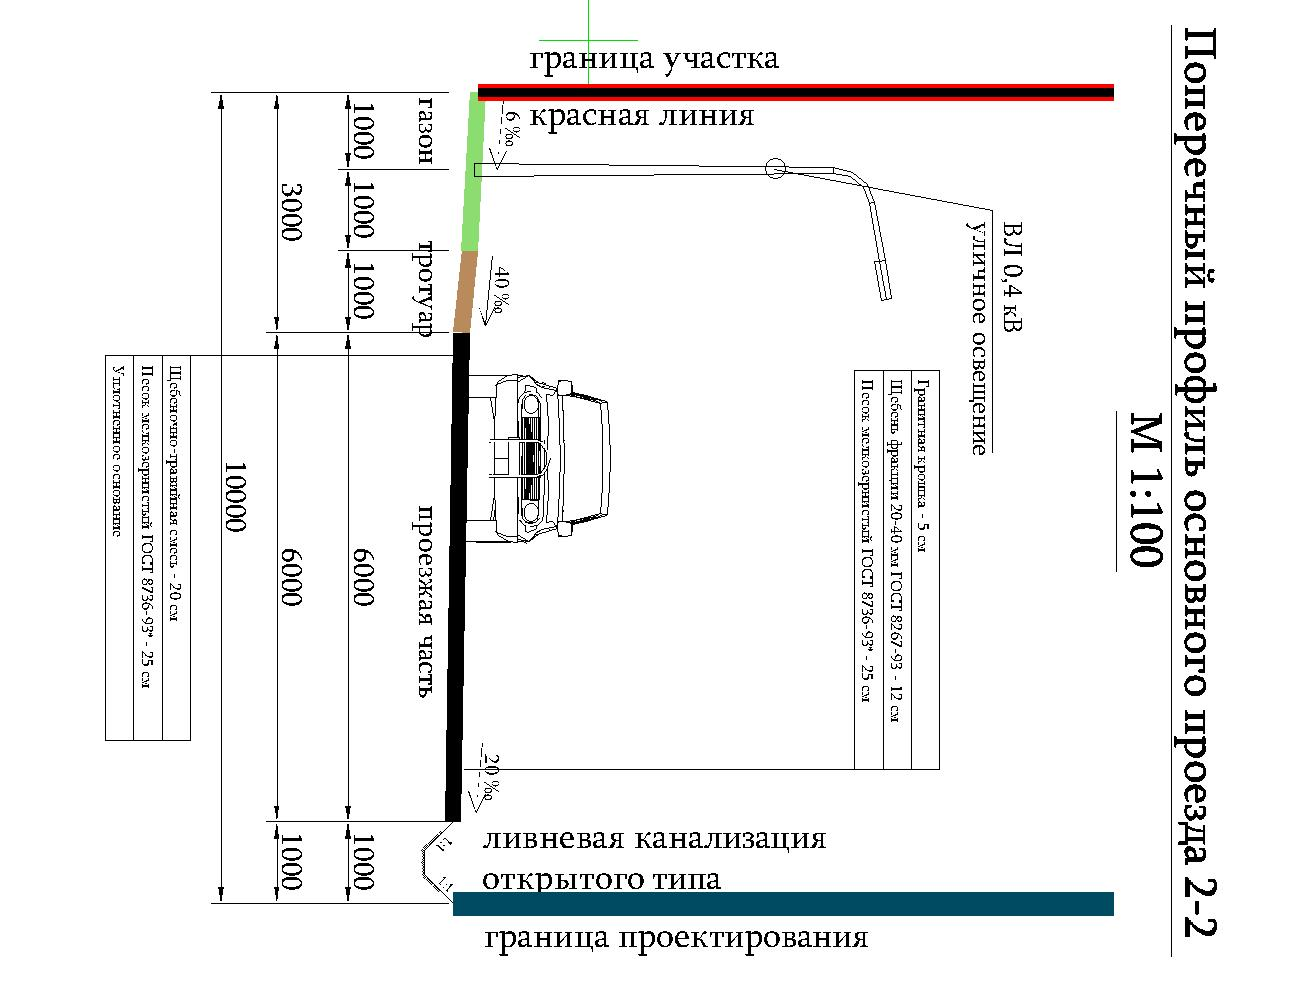 Поперечный профиль основного проезда 2-2
М 1:100
граница участка
красная линия
ВЛ 0,4 кВ
уличное освещение
Гранитная крошка - 5 см
Щебень фракции 20-40 мм ГОСТ 8267-93 - 12 см
Песок мелкозернистый ГОСТ 8736-93* - 25 см
6 ‰
40 ‰
20 ‰
1:1
1:1
ливневая канализация
открытого типа
граница проектирования
газон
тротуар
проезжая часть
1000
1000
1000
6000
1000
3000
6000
1000
10000
Щебеночно-гравийная смесь - 20 см
Песок мелкозернистый ГОСТ 8736-93* - 25 см
Уплотненное основание